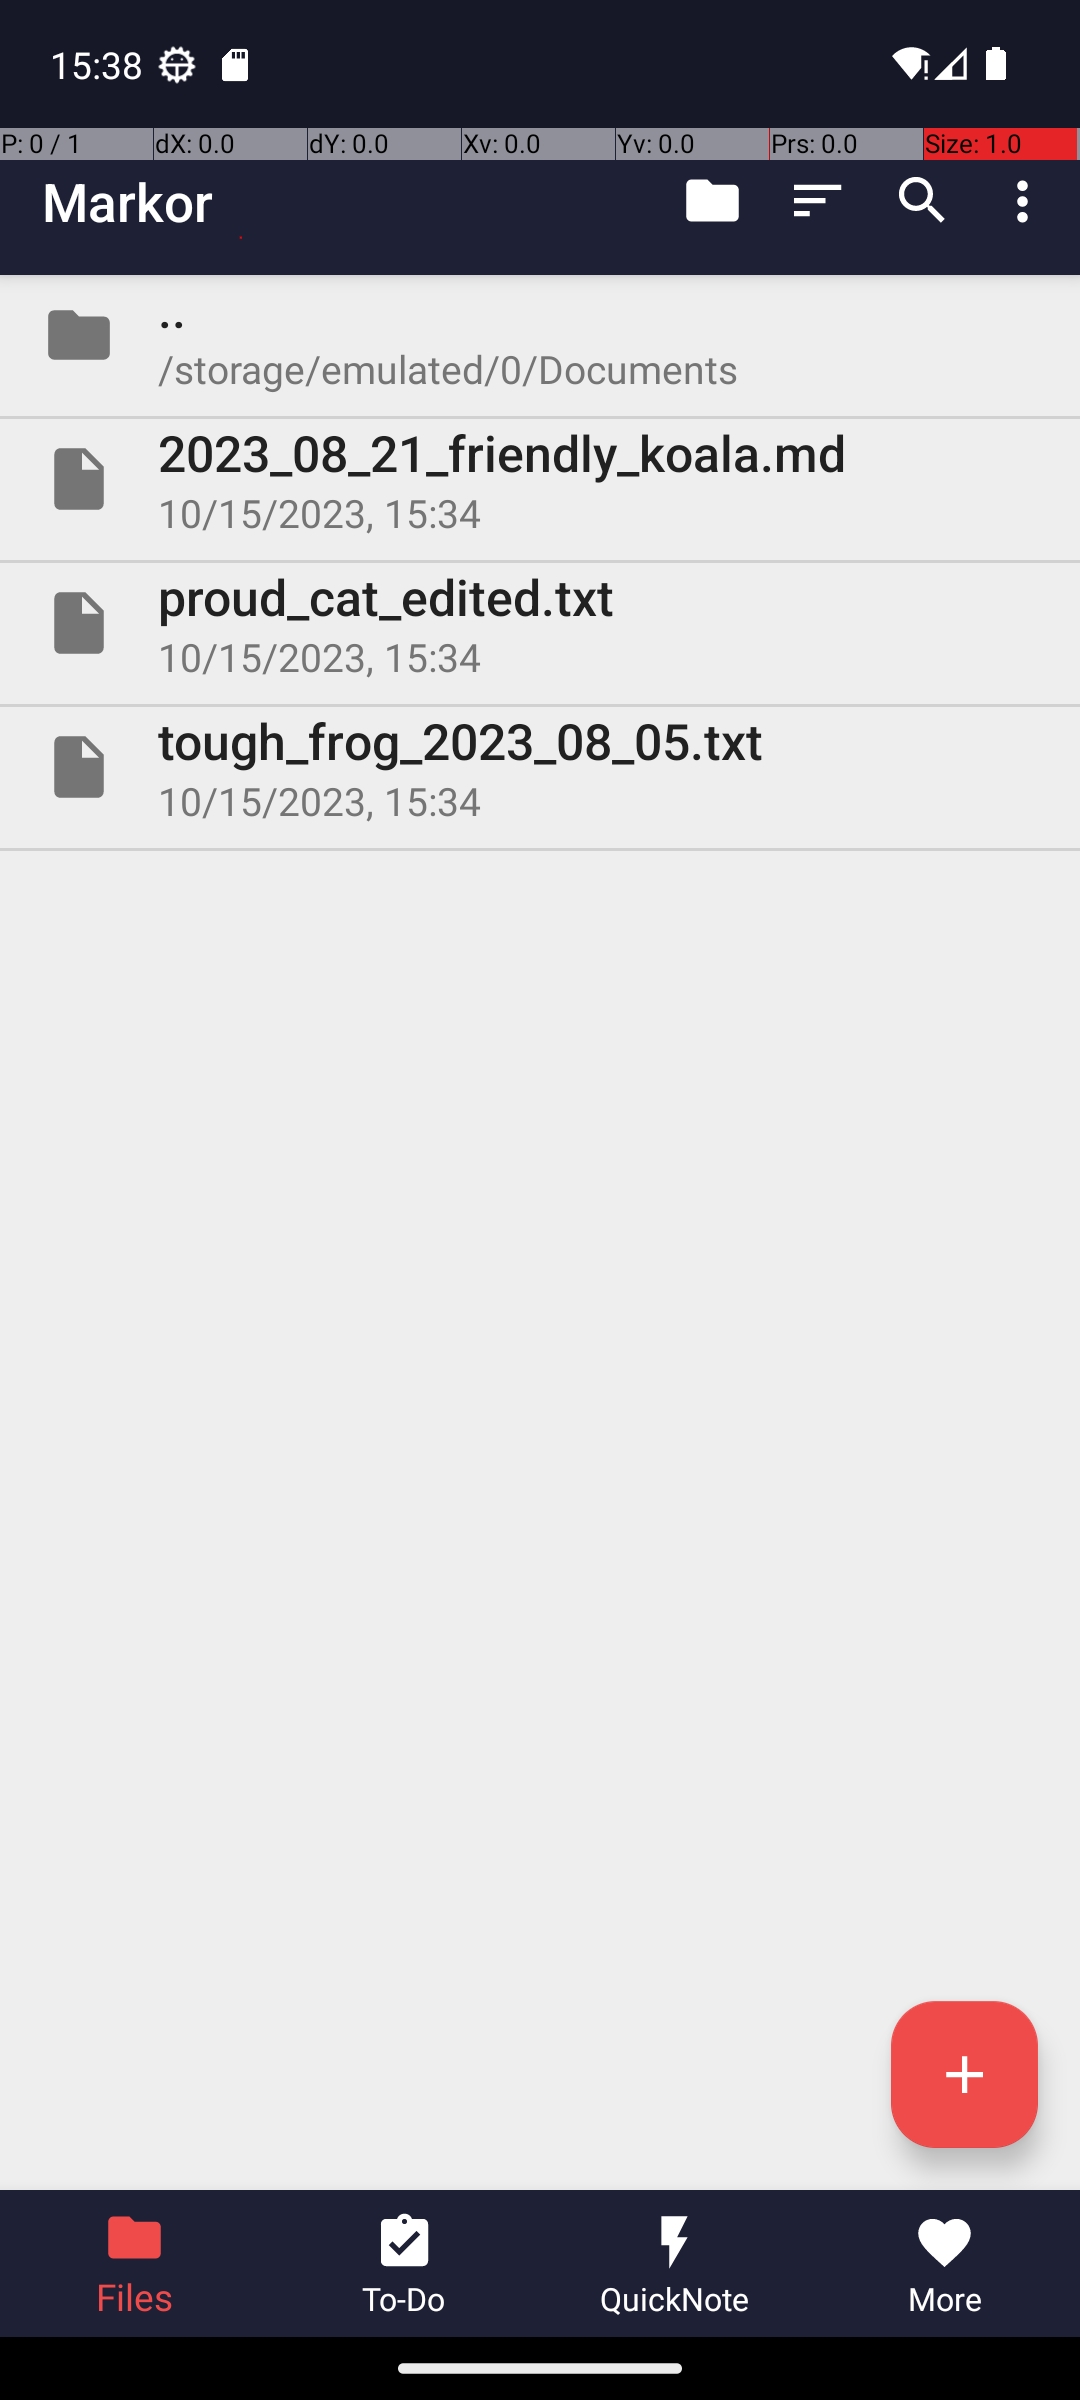 15:38
P: 0 / 1 dX: 0.0 dY: 0.0 Xv: 0.0 Yv: 0.0 Prs: 0.0 Size: 1.0
Markor
..
/storage/emulated/0/Documents
2023_08_21_friendly_koala.md
10/15/2023, 15:34
proud_cat_edited.txt
10/15/2023, 15:34
tough_frog_2023_08_05.txt
10/15/2023, 15:34
Files To-Do QuickNote More